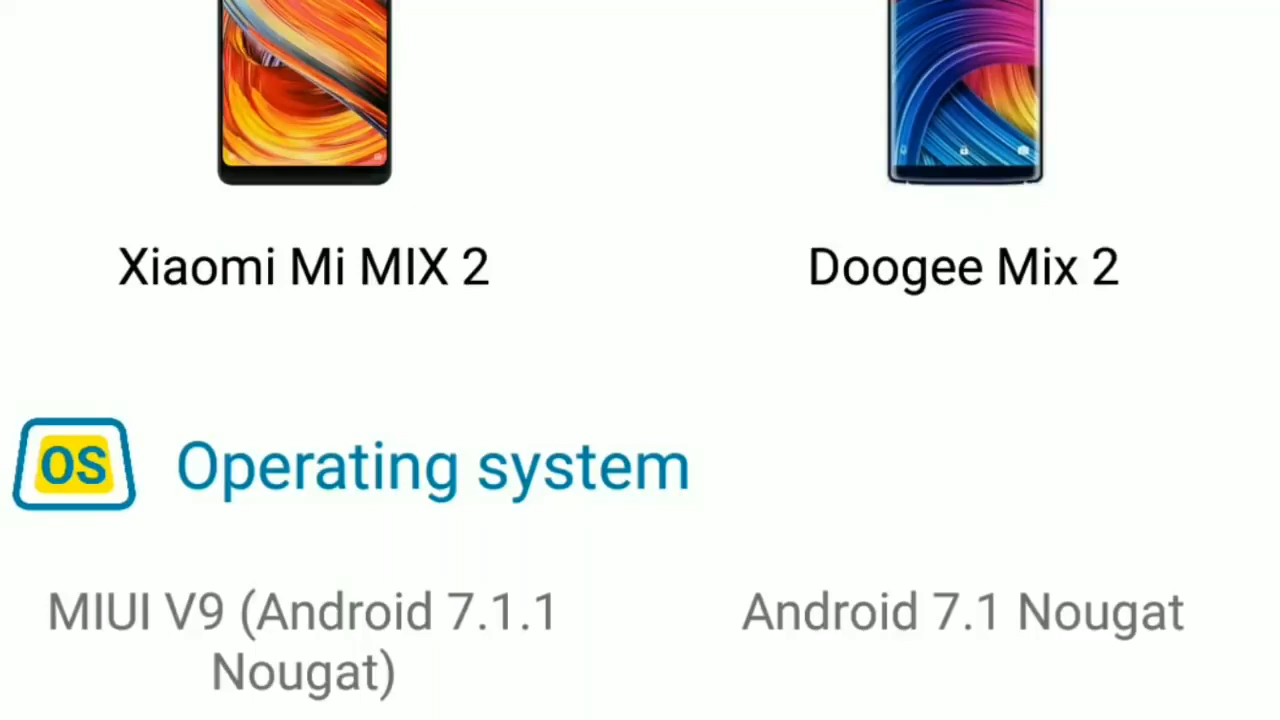 Xiaomi Mi MIX 2
Doogee Mix 2
OS Operating system
MIUI V9 (Android 7.1.1
Nougat)
Android 7.1 Nougat